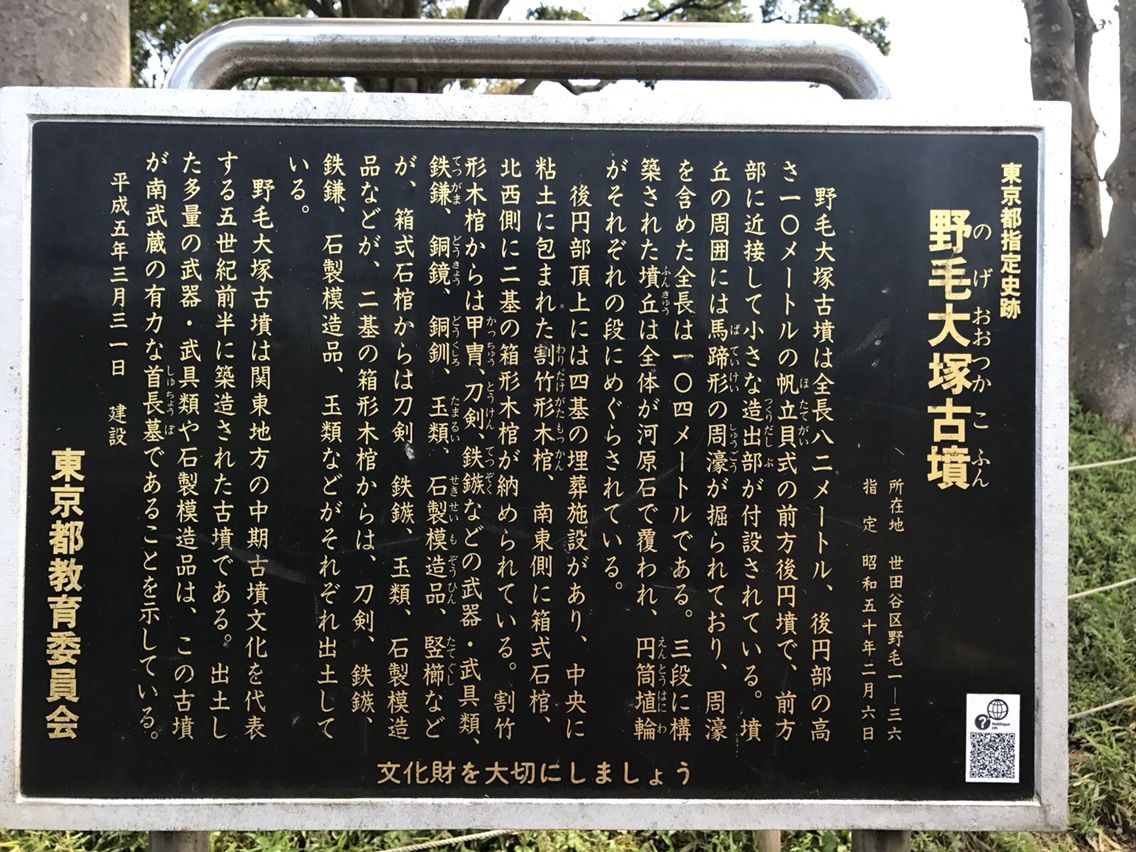 東京都指定史跡
野毛大塚古墳
のげおおつかこふん
所在地 世田谷区野毛一―三六
指定 昭和五十年二月六日
野毛大塚古墳は全長八二メートル、後円部の高
さ一〇メートルの帆立貝式の前方後円墳で、前方
部に近接して小さな造出部が付設されている。墳
丘の周囲には馬蹄形の周濠が掘られており、周濠
を含めた全長は一〇四メートルである。三段に構
築された墳丘は全体が河原石で覆われ、円筒埴輪
がそれぞれの段にめぐらされている。
後円部頂上には四基の埋葬施設があり、中央に
粘土に包まれた割竹形木棺、南東側に箱式石棺、
北西側に二基の箱形木棺が納められている。割竹
形木棺からは甲冑、刀剣、鉄鏃などの武器・武具類、
鉄鎌、銅鏡、銅釧、玉類、石製模造品、竪櫛など
が、箱式石棺からは刀剣、鉄鏃、玉類、石製模造
品などが、二基の箱形木棺からは、刀剣、鉄鏃、
鉄鎌、石製模造品、玉類などがそれぞれ出土して
いる。
野毛大塚古墳は関東地方の中期古墳文化を代表
する五世紀前半に築造された古墳である。出土し
た多量の武器・武具類や石製模造品は、この古墳
が南武蔵の有力な首長墓であることを示している。
平成五年三月三一日 建設
東京都教育委員会
文化財を大切にしましょう
Multilingual